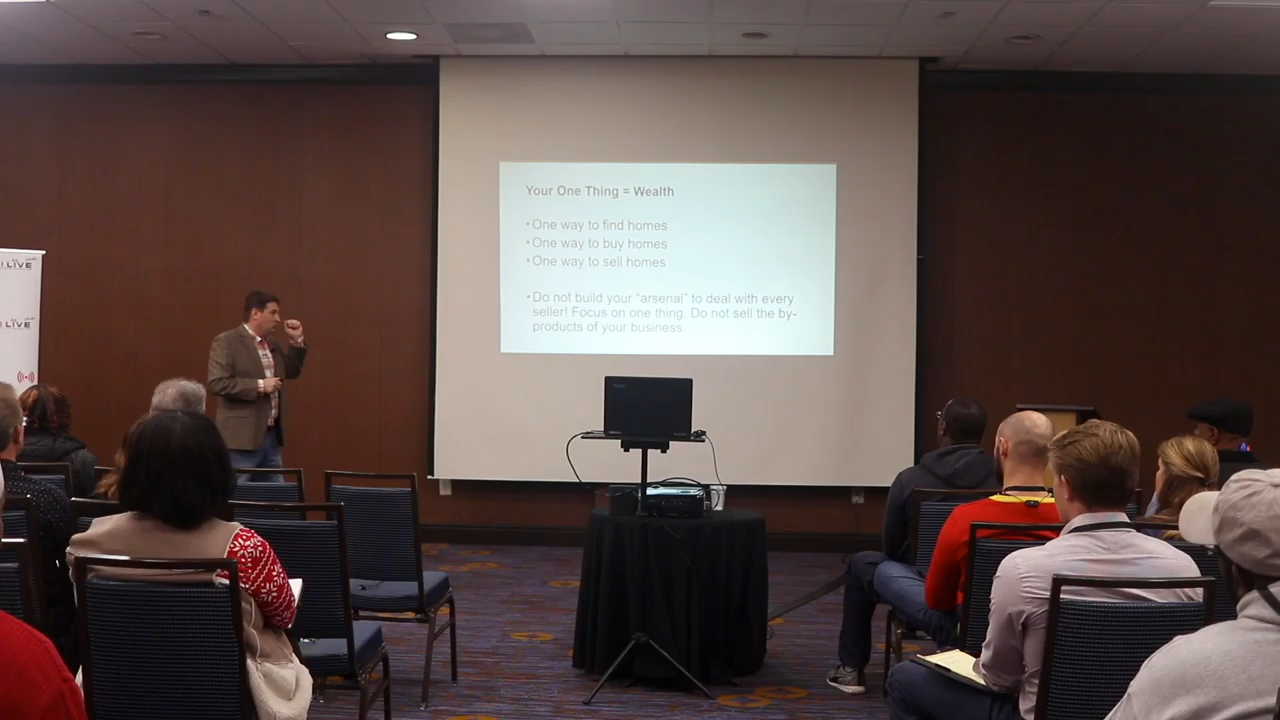 Your One Thing = Wealth
•One way to find homes
•One way to buy homes
•One way to sell homes
•Do not build your “arsenal” to deal with every
seller! Focus on one thing. Do not sell the by-
products of your business.
LIVE
LIVE